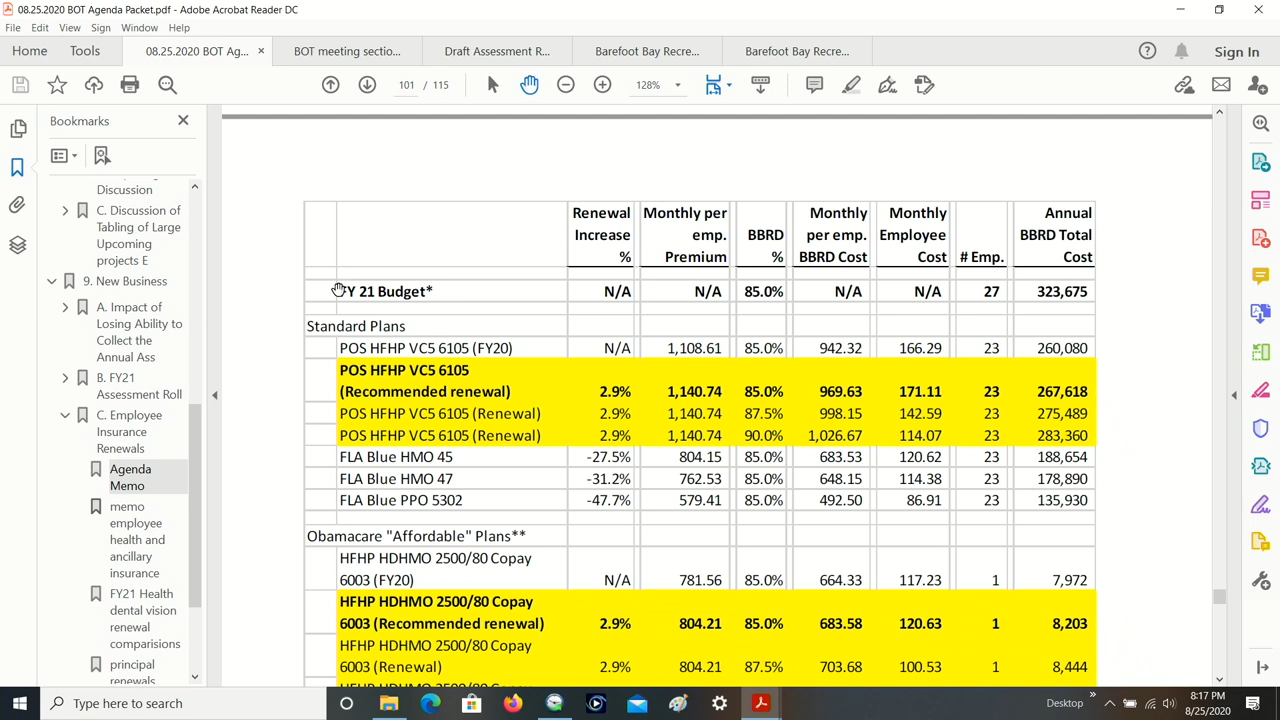 08.25.2020 BOT Agenda Packet.pdf - Adobe Acrobat Reader DC
File Edit View Sign Window Help
Home Tools 08.25.2020 BOT Ag... × BOT meeting sectio... Draft Assessment R... Barefoot Bay Recre... Barefoot Bay Recre... Sign In
101 / 115 128%
Bookmarks
Discussion
C. Discussion of
Tabling of Large
Upcoming
projects E
9. New Business
A. Impact of
Losing Ability to
Collect the
Annual Ass
B. FY21
Assessment Roll
C. Employee
Insurance
Renewals
Agenda
Memo
memo
employee
health and
ancillary
insurance
FY21 Health
dental vision
renewal
comparisions
principal
renewals
Renewal Monthly per Monthly Monthly Annual
Increase emp. BBRD per emp. Employee BBRD Total
% Premium % BBRD Cost Cost # Emp. Cost
FY 21 Budget* N/A N/A 85.0% N/A N/A 27 323,675
Standard Plans
POS HFHP VC5 6105 (FY20) N/A 1,108.61 85.0% 942.32 166.29 23 260,080
POS HFHP VC5 6105
(Recommended renewal) 2.9% 1,140.74 85.0% 969.63 171.11 23 267,618
POS HFHP VC5 6105 (Renewal) 2.9% 1,140.74 87.5% 998.15 142.59 23 275,489
POS HFHP VC5 6105 (Renewal) 2.9% 1,140.74 90.0% 1,026.67 114.07 23 283,360
FLA Blue HMO 45 -27.5% 804.15 85.0% 683.53 120.62 23 188,654
FLA Blue HMO 47 -31.2% 762.53 85.0% 648.15 114.38 23 178,890
FLA Blue PPO 5302 -47.7% 579.41 85.0% 492.50 86.91 23 135,930
Obamacare "Affordable" Plans**
HFHP HDHMO 2500/80 Copay
6003 (FY20) N/A 781.56 85.0% 664.33 117.23 1 7,972
HFHP HDHMO 2500/80 Copay
6003 (Recommended renewal) 2.9% 804.21 85.0% 683.58 120.63 1 8,203
HFHP HDHMO 2500/80 Copay
6003 (Renewal) 2.9% 804.21 87.5% 703.68 100.53 1 8,444
Type here to search
Desktop
8:17 PM
8/25/2020